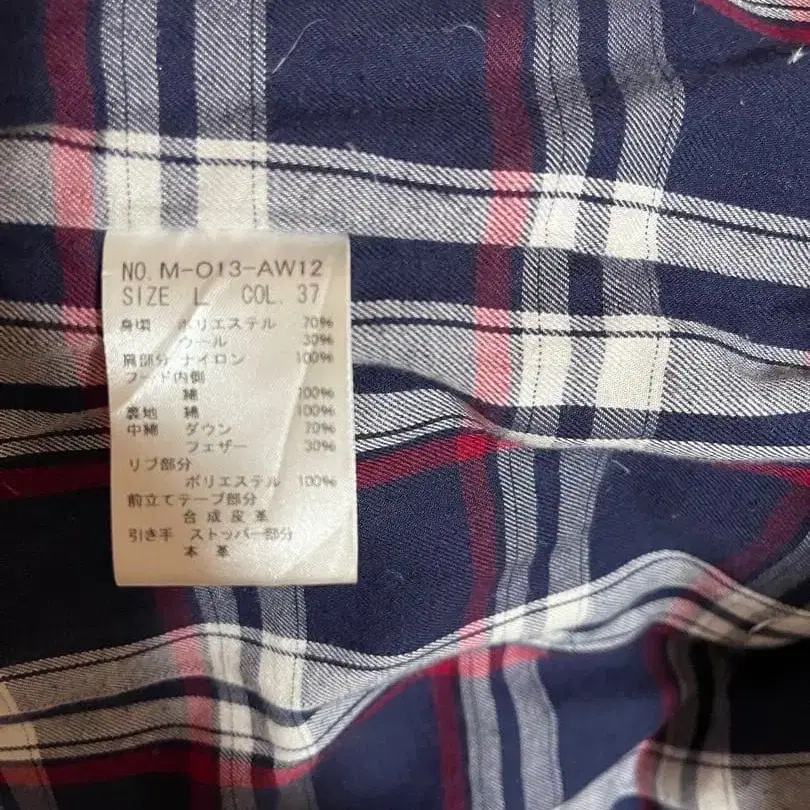 NO. M-013-AW12
SIZE L COL. 37
身頃 ポリエステル 70%
ウール 30%
肩部分 ナイロン 100%
フード内側
綿 100%
裏地 綿 100%
中綿 ダウン 70%
フェザー 30%
リブ部分
ポリエステル 100%
前立てテープ部分
合成皮革
引き手 ストッパー部分
本革